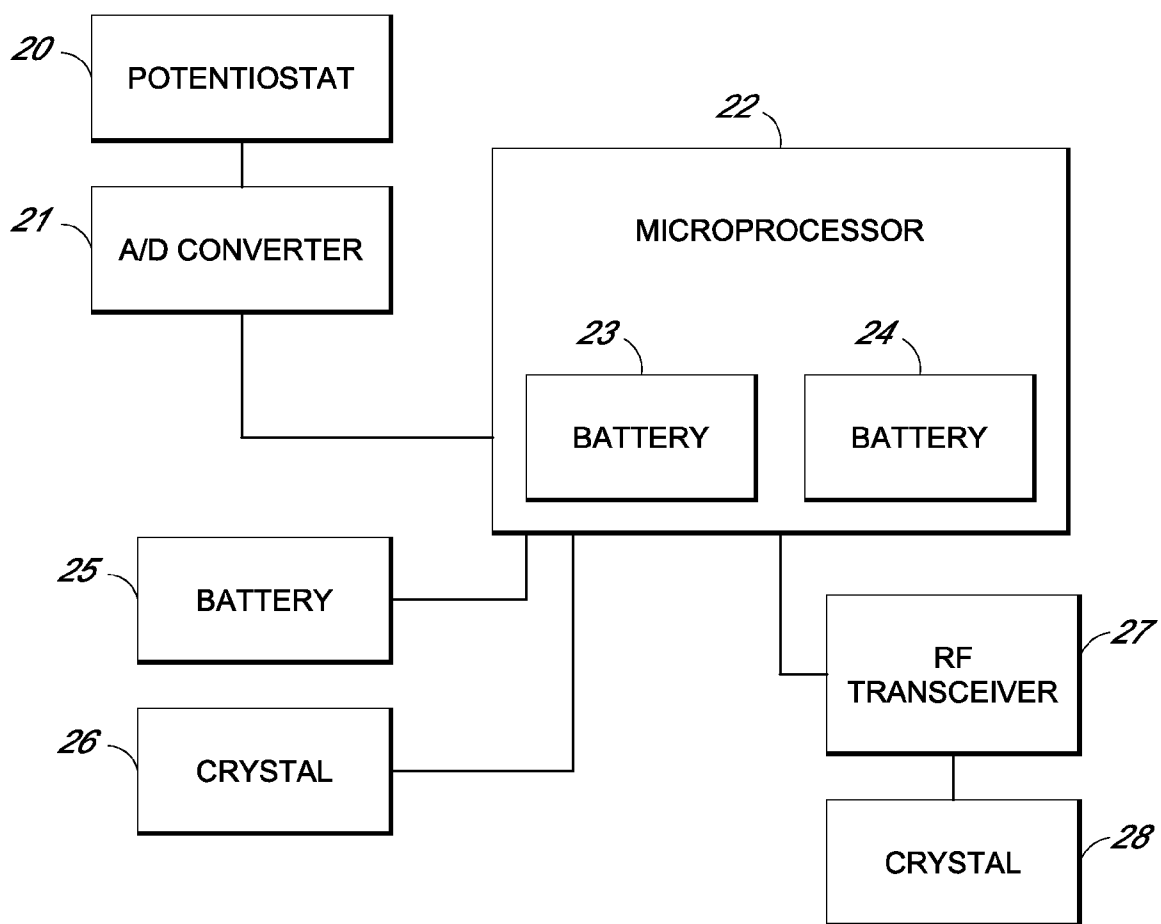 20
POTENTIOSTAT
21
A/D CONVERTER
22
MICROPROCESSOR
23
BATTERY
24
BATTERY
25
BATTERY
26
CRYSTAL
27
RF
TRANSCEIVER
28
CRYSTAL